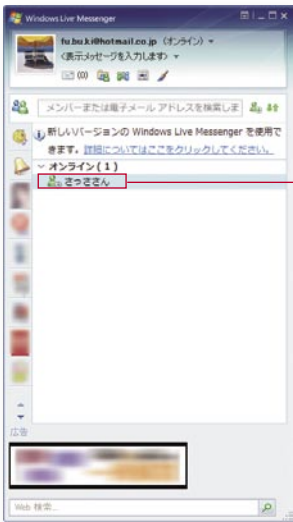 Windows Live Messenger
fu.bu.ki@hotmail.co.jp (オンライン)
<表示メッセージを入力します>
(0)
メンバーまたは電子メール アドレスを検索しま
新しいバージョンの Windows Live Messenger を使用で
きます。詳細についてはここをクリックしてください。
オンライン (1)
さっささん
広告
Web 検索...